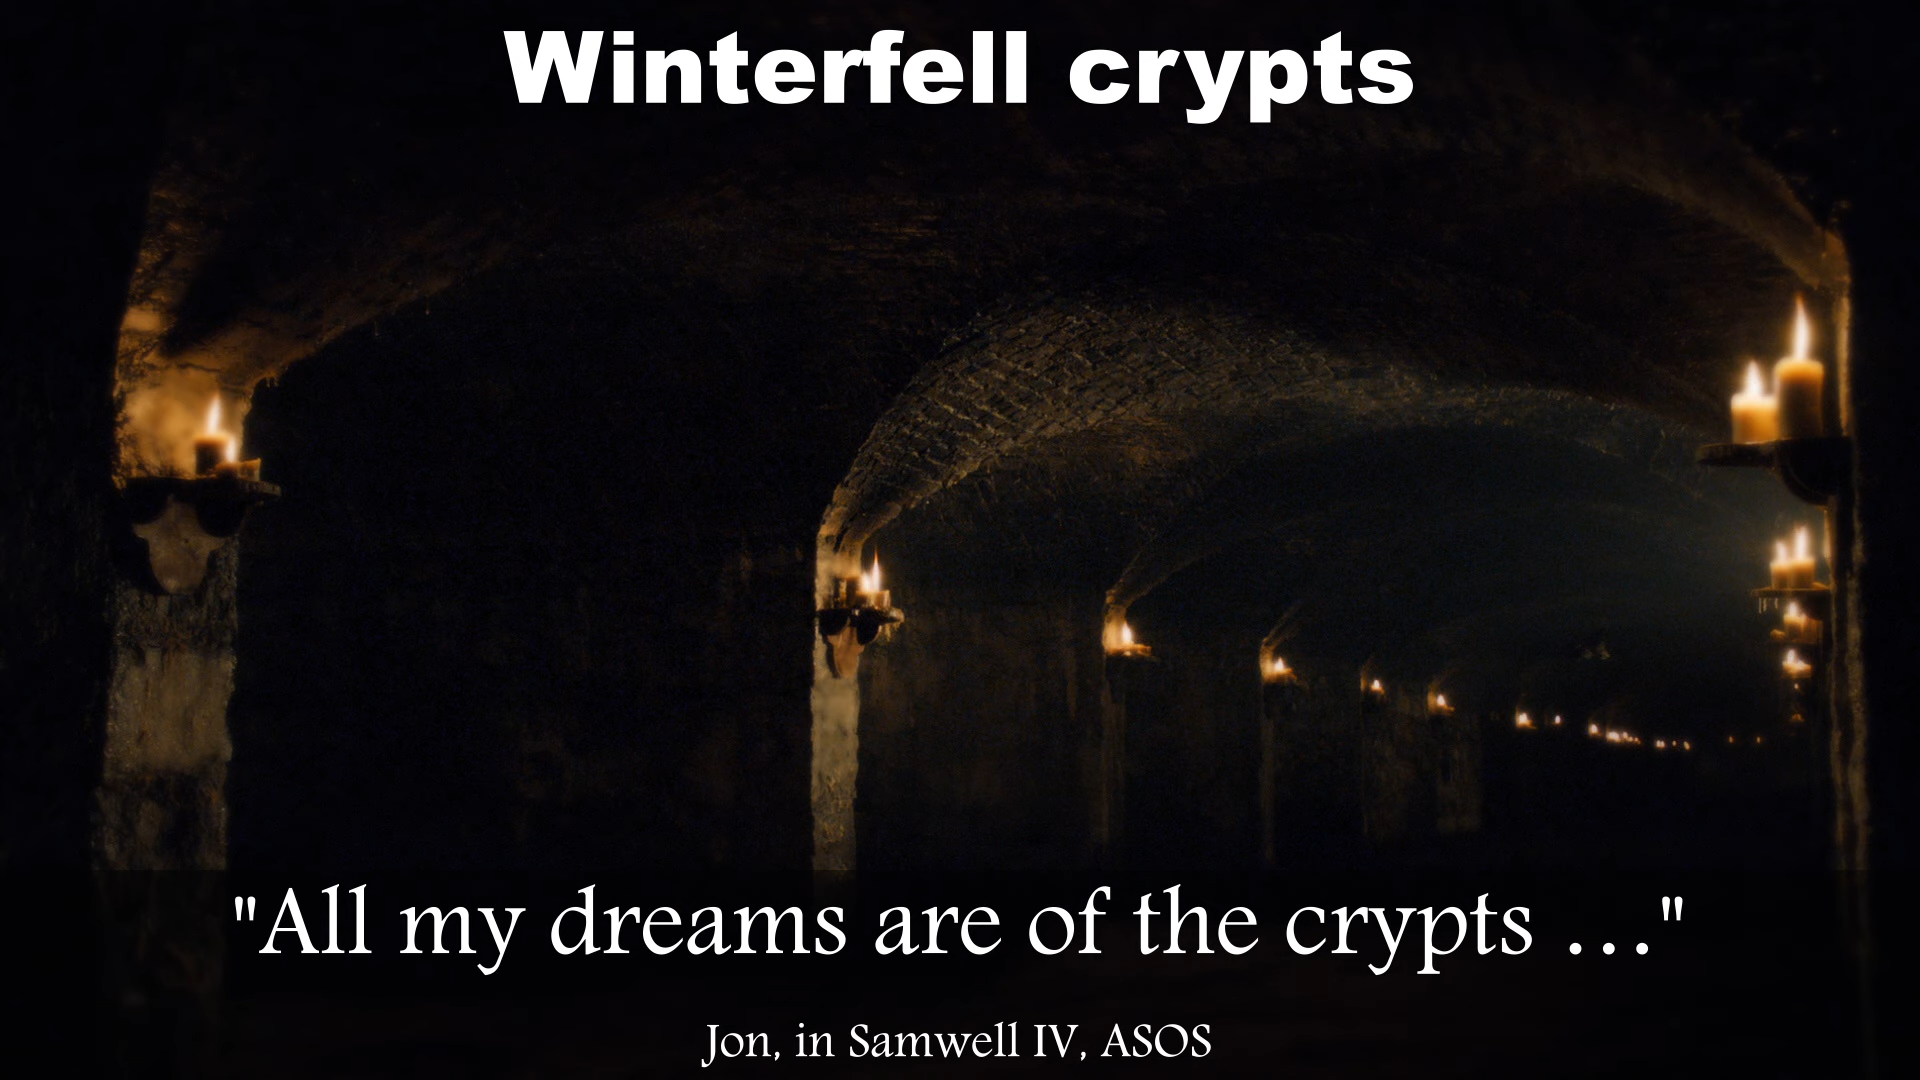 Winterfell crypts
"All my dreams are of the crypts …"
Jon, in Samwell IV, ASOS